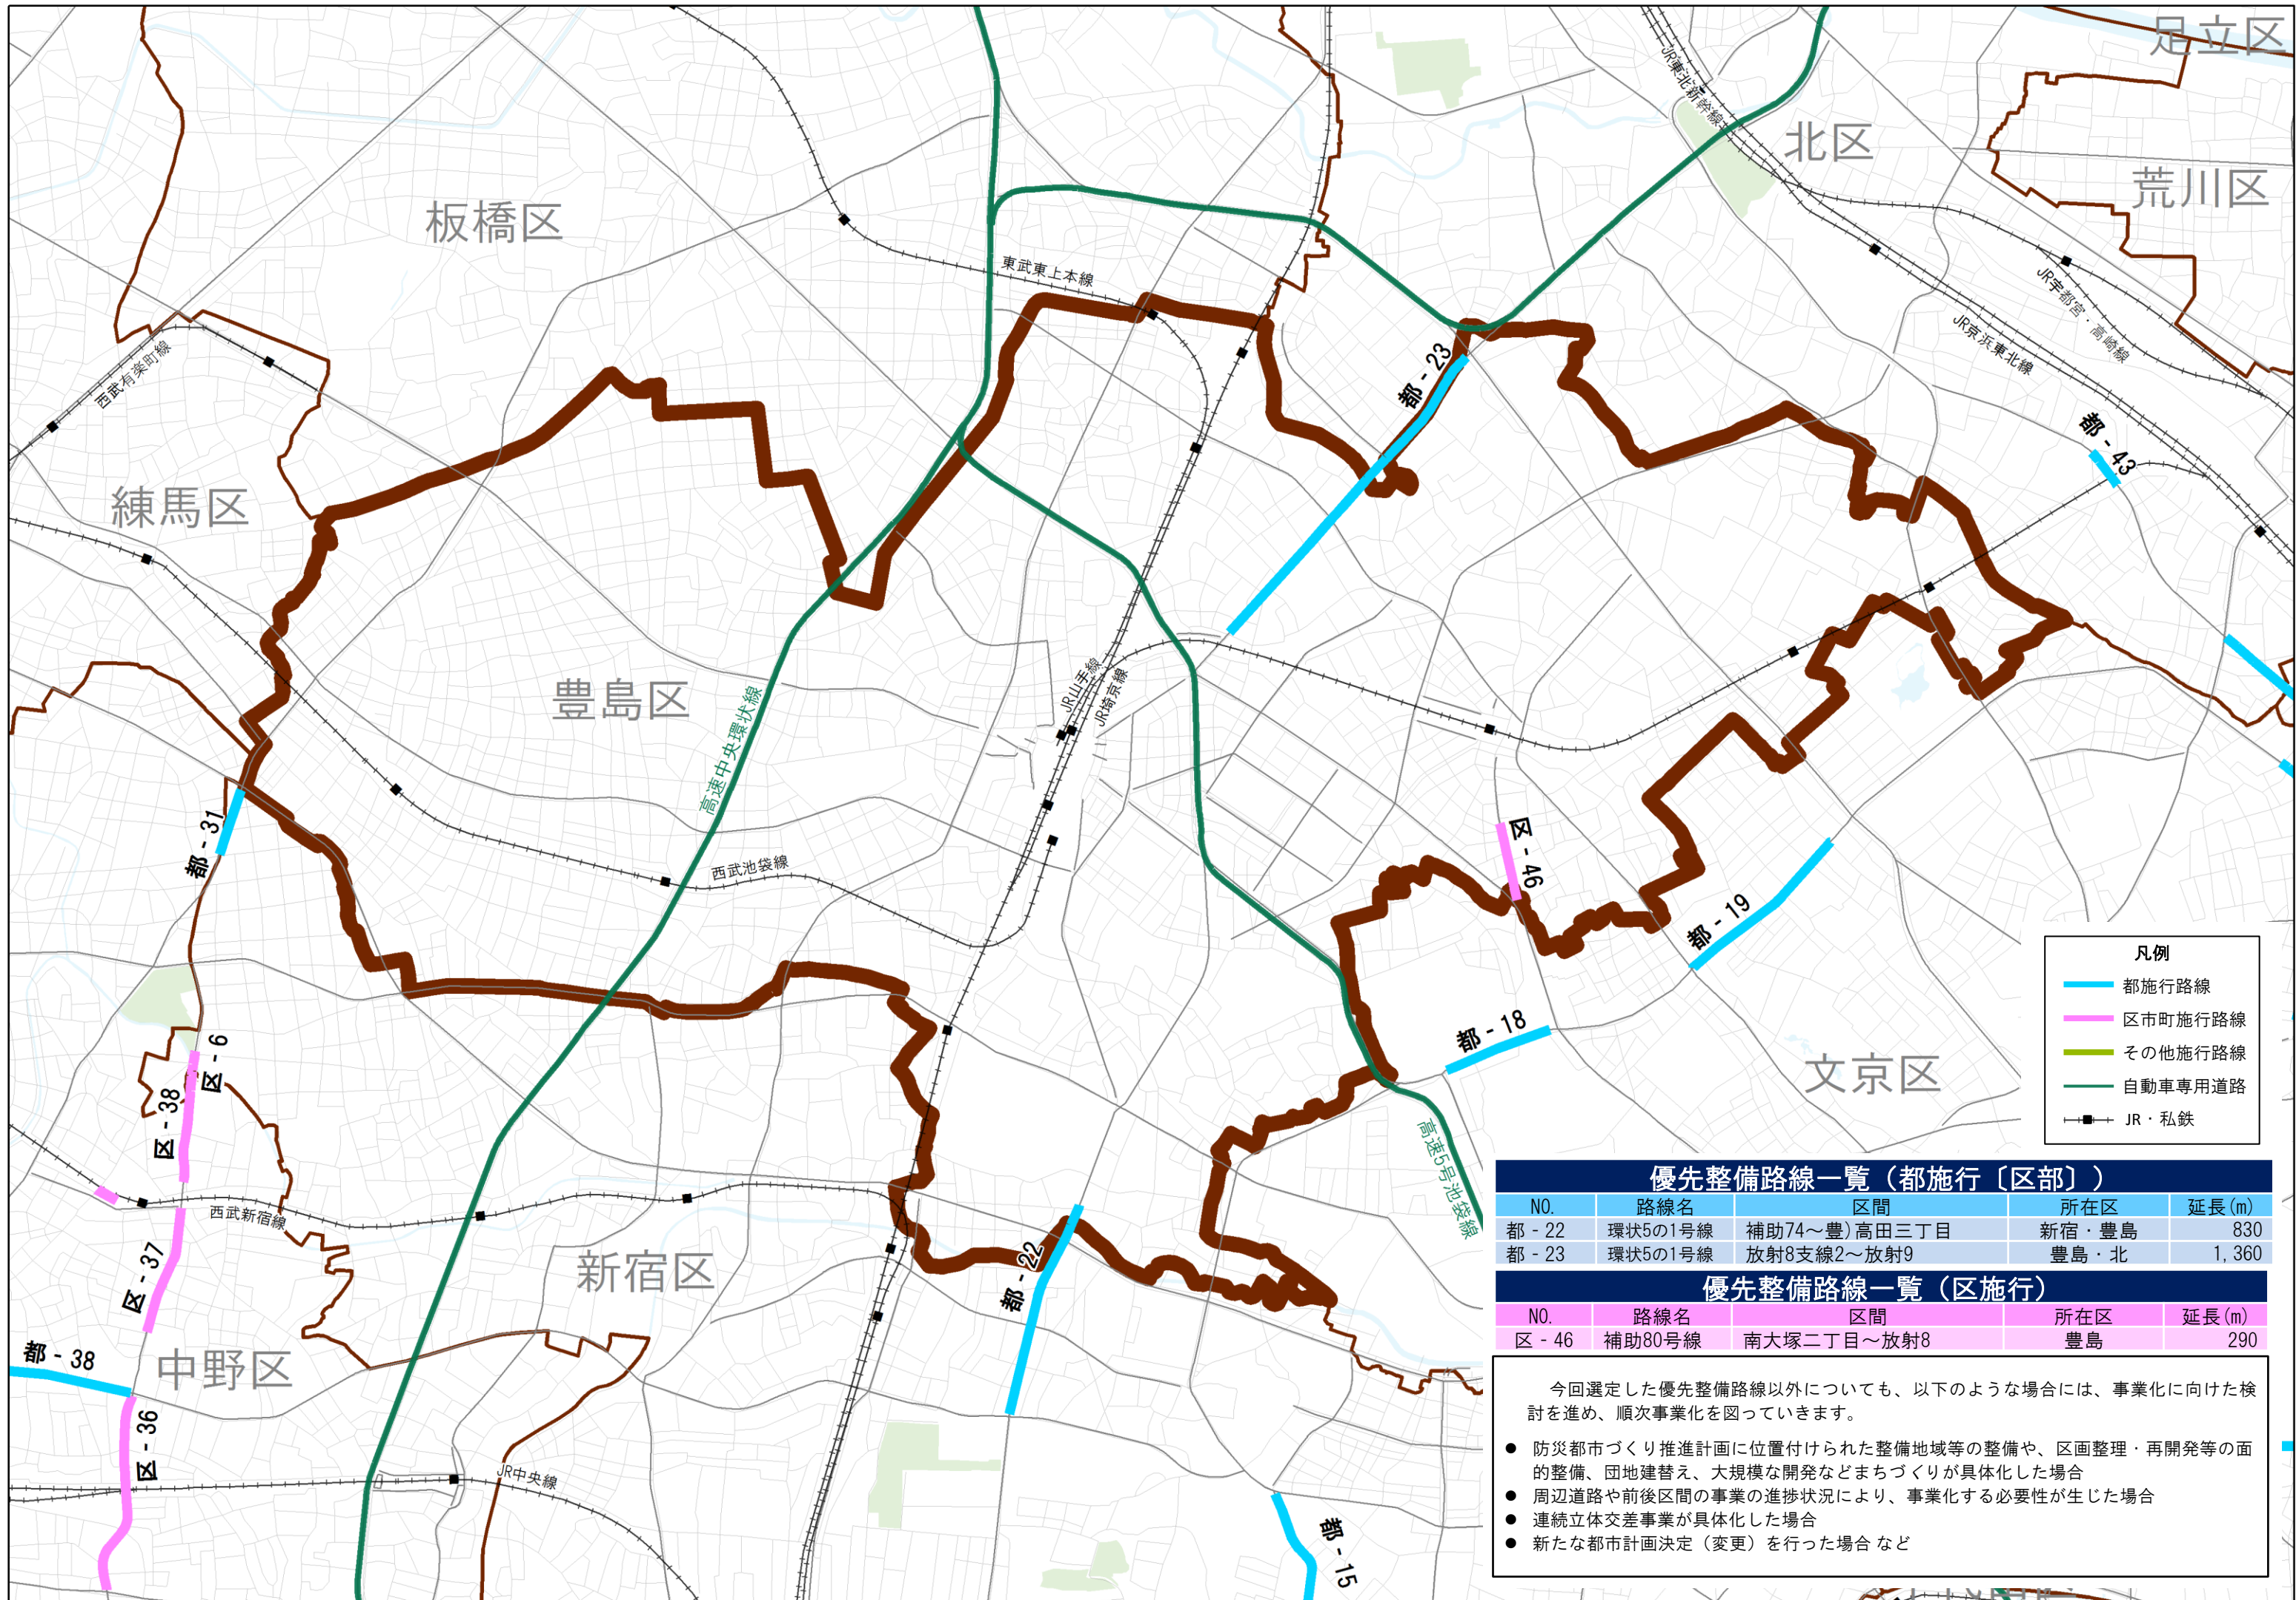 足立区
JR東北新幹線
北区
荒川区
板橋区
東武東上本線
JR宇都宮・高崎線
JR京浜東北線
西武有楽町線
都 - 23
都 - 43
練馬区
豊島区
JR山手線
JR埼京線
高速中央環状線
都 - 31
西武池袋線
区 - 46
都 - 19
凡例
都施行路線
区市町施行路線
その他施行路線
自動車専用道路
JR・私鉄
都 - 18
文京区
区 - 6
区 - 38
高速5号池袋線
西武新宿線
新宿区
区 - 37
都 - 22
都 - 38
中野区
区 - 36
JR中央線
都 - 15
優先整備路線一覧（都施行〔区部〕）
NO. 路線名 区間 所在区 延長(m)
都 - 22 環状5の1号線 補助74～豊)高田三丁目 新宿・豊島 830
都 - 23 環状5の1号線 放射8支線2～放射9 豊島・北 1,360
優先整備路線一覧（区施行）
NO. 路線名 区間 所在区 延長(m)
区 - 46 補助80号線 南大塚二丁目～放射8 豊島 290
今回選定した優先整備路線以外についても、以下のような場合には、事業化に向けた検
討を進め、順次事業化を図っていきます。
● 防災都市づくり推進計画に位置付けられた整備地域等の整備や、区画整理・再開発等の面
的整備、団地建替え、大規模な開発などまちづくりが具体化した場合
● 周辺道路や前後区間の事業の進捗状況により、事業化する必要性が生じた場合
● 連続立体交差事業が具体化した場合
● 新たな都市計画決定（変更）を行った場合 など